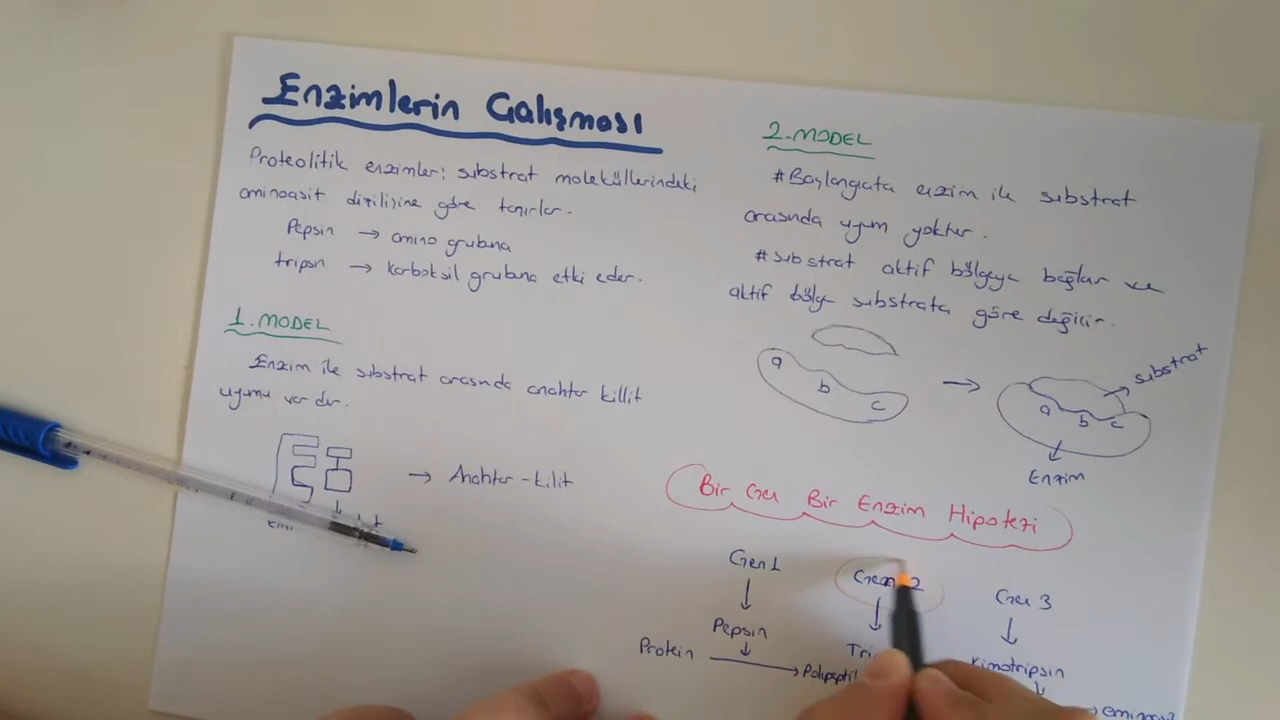 Enzimlerin Çalışması
Proteolitik enzimler: substrat moleküllerindeki
aminoasit dizilişine göre tanırlar.
Pepsin → amino grubuna
tripsin → karboksil grubuna etki eder.
1. MODEL
Enzim ile substrat arasında anahtar killit
uyumu vardır.
→ Anahtar-kilit
2. MODEL
#Başlangıçta enzim ile substrat
arasında uyum yoktur.
#substrat aktif bölgeye bağlar ve
aktif bölge substrata göre değişir.
a
b
c
→
a b c
substrat
Enzim
Bir Gen Bir Enzim Hipotezi
Gen 1
Gen 2
Gen 3
Pepsin
Kimotripsin
Protein
Polipeptit